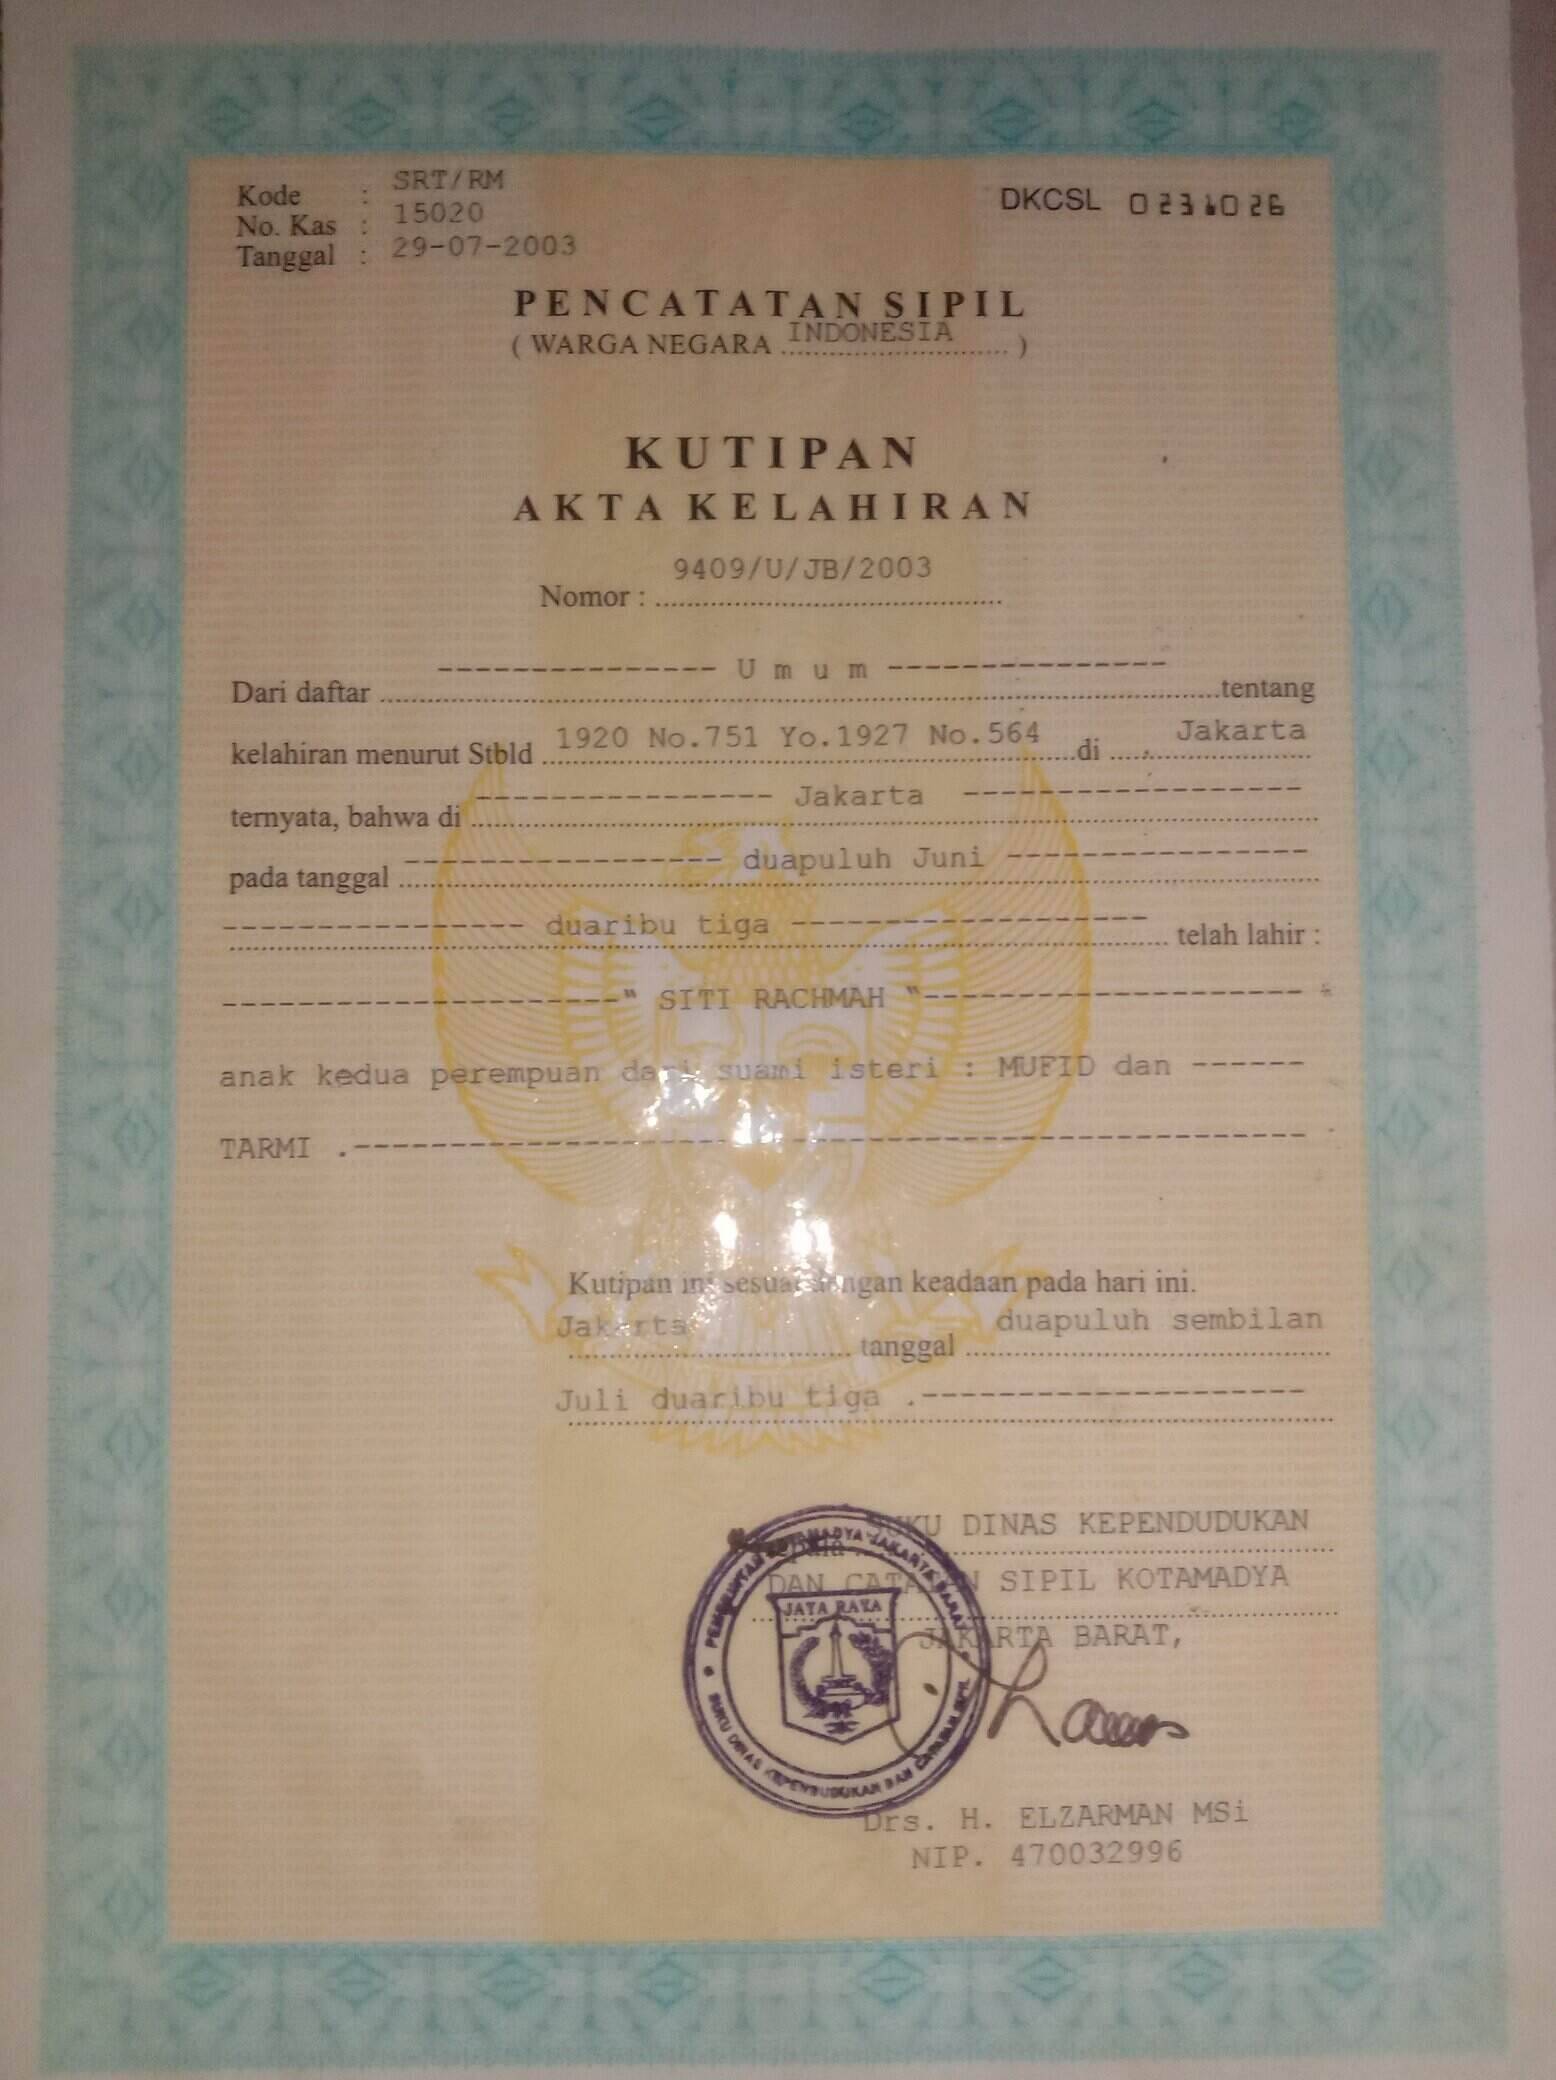 Kode : SRT/RM
No. Kas : 15020
Tanggal : 29-07-2003
DKCSL 0231026
PENCATATAN SIPIL
( WARGA NEGARA INDONESIA )
KUTIPAN
AKTA KELAHIRAN
Nomor : 9409/U/JB/2003
Dari daftar --------------- U m u m --------------- tentang
kelahiran menurut Stbld 1920 No.751 Yo.1927 No.564 di Jakarta
ternyata, bahwa di ---------------- Jakarta ------------------
pada tanggal ----------------- duapuluh Juni ----------------
---------------- duaribu tiga ------------------- telah lahir :
---------------------" SITI RACHMAH "--------------------
anak kedua perempuan dari suami isteri : MUFID dan ------
TARMI .--------------------------------------------------
Kutipan ini sesuai dengan keadaan pada hari ini.
Jakarta tanggal duapuluh sembilan
Juli duaribu tiga .--------------------
SUKU DINAS KEPENDUDUKAN
DAN CATATAN SIPIL KOTAMADYA
JAKARTA BARAT,
PEMERINTAH KOTAMADYA JAKARTA BARAT
JAYA RAYA
SUKU DINAS KEPENDUDUKAN DAN CATATAN SIPIL
Drs. H. ELZARMAN MSi
NIP. 470032996